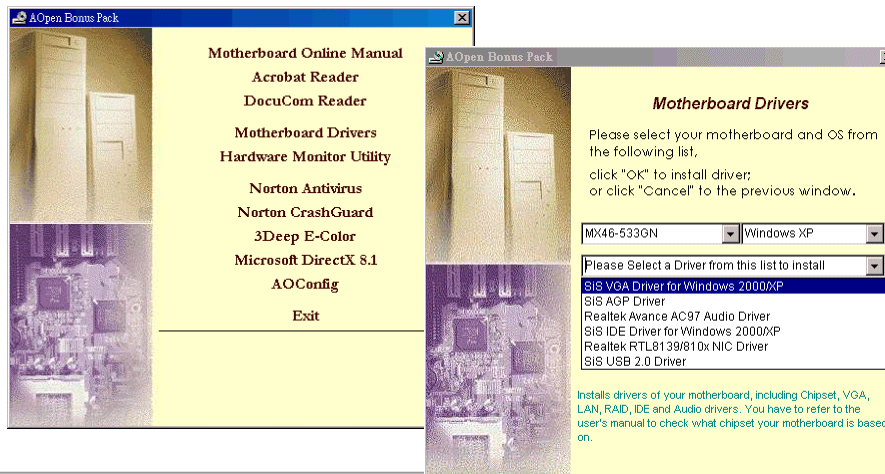 AOpen Bonus Pack
Motherboard Online Manual
Acrobat Reader
DocuCom Reader
Motherboard Drivers
Hardware Monitor Utility
Norton Antivirus
Norton CrashGuard
3Deep E-Color
Microsoft DirectX 8.1
AOConfig
Exit
AOpen Bonus Pack
Motherboard Drivers
Please select your motherboard and OS from
the following list,
click "OK" to install driver;
or click "Cancel" to the previous window.
MX46-533GN Windows XP
Please Select a Driver from this list to install
SiS VGA Driver for Windows 2000/XP
SiS AGP Driver
Realtek Avance AC97 Audio Driver
SiS IDE Driver for Windows 2000/XP
Realtek RTL8139/810x NIC Driver
SiS USB 2.0 Driver
Installs drivers of your motherboard, including Chipset, VGA,
LAN, RAID, IDE and Audio drivers. You have to refer to the
user's manual to check what chipset your motherboard is based
on.